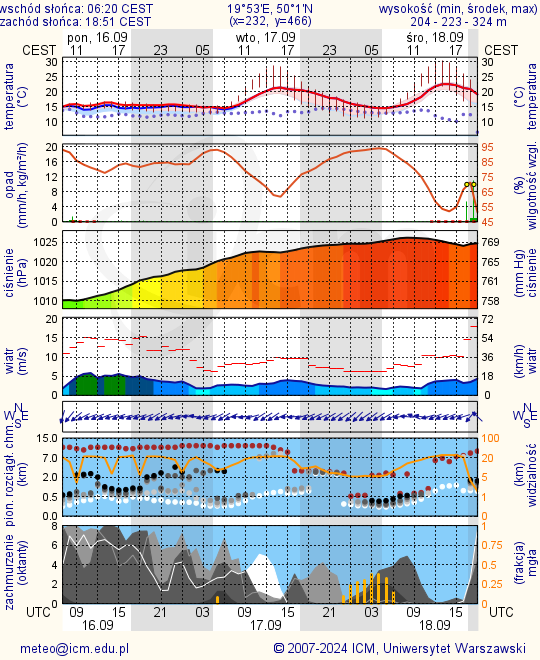 wschód słońca: 06:20 CEST 19°53'E, 50°1'N wysokość (min, środek, max)
zachód słońca: 18:51 CEST (x=232, y=466) 204 - 223 - 324 m
pon, 16.09 wto, 17.09 śro, 18.09
CEST 11 17 23 05 11 17 23 05 11 17 CEST
temperatura (°C) 30 25 20 15 10 30 25 20 15 10 (°C) temperatura
opad (mm/h, kg/m²/h) 20 16 12 8 4 0 95 85 75 65 55 45 (%) wilgotność wzgl.
ciśnienie (hPa) 1025 1020 1015 1010 769 765 761 758 (mm Hg) ciśnienie
wiatr (m/s) 20 15 10 5 0 72 54 36 18 0 (km/h) wiatr
N W E S N W E S
pion. rozciągł. chm. (km) 15.0 7.0 2.0 0.5 0.0 100 20 5 1 0 (km) widzialność
zachmurzenie (oktanty) 8 6 4 2 0 1 0.75 0.5 0.25 0 (frakcja) mgła
UTC 09 15 21 03 09 15 21 03 09 15 UTC
16.09 17.09 18.09
meteo@icm.edu.pl © 2007-2024 ICM, Uniwersytet Warszawski